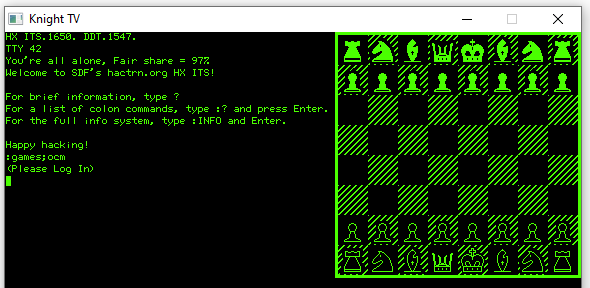 Knight TV
HX ITS.1650. DDT.1547.
TTY 42
You're all alone, Fair share = 97%
Welcome to SDF's hactrn.org HX ITS!
For brief information, type ?
For a list of colon commands, type :? and press Enter.
For the full info system, type :INFO and Enter.
Happy hacking!
:games;ocm
(Please Log In)